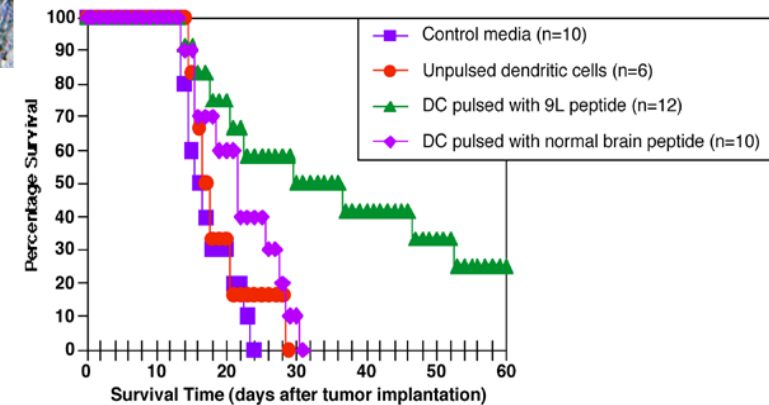 Control media (n=10)
Unpulsed dendritic cells (n=6)
DC pulsed with 9L peptide (n=12)
DC pulsed with normal brain peptide (n=10)
Percentage Survival
100
90
80
70
60
50
40
30
20
10
0
0 10 20 30 40 50 60
Survival Time (days after tumor implantation)